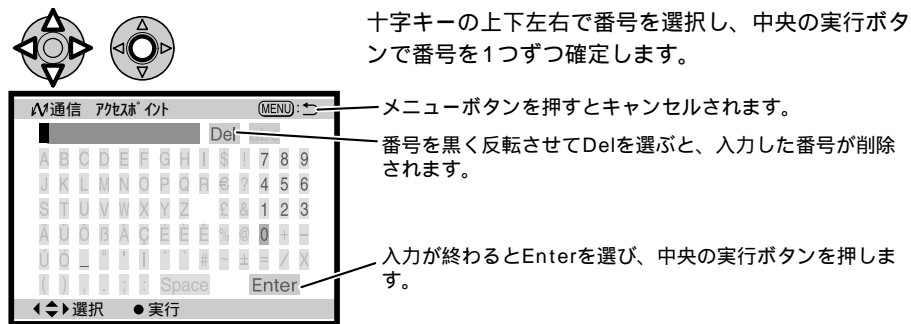 十字キーの上下左右で番号を選択し、中央の実行ボタ
ンで番号を1つずつ確定します。
通信 ｱｸｾｽﾎﾟｲﾝﾄ MENU:
メニューボタンを押すとキャンセルされます。
Del abc
番号を黒く反転させてDelを選ぶと、入力した番号が削除
されます。
A B C D E F G H I $ ! 7 8 9
J K L M N O P Q R € ? 4 5 6
S T U V W X Y Z £ & 1 2 3
Ä Ü Ö ß À Ç É È Ê % @ 0 + -
_ " ' # ~ ± = /
( ) , . ; : Space Enter
入力が終わるとEnterを選び、中央の実行ボタンを押しま
す。
選択 ●実行